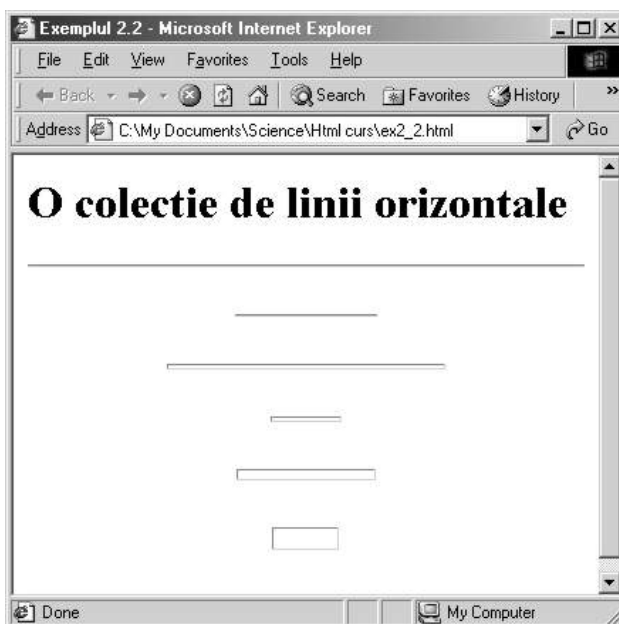 Exemplul 2.2 - Microsoft Internet Explorer
File Edit View Favorites Tools Help
Back Search Favorites History »
Address C:\My Documents\Science\Html curs\ex2_2.html Go
O colectie de linii orizontale
Done My Computer